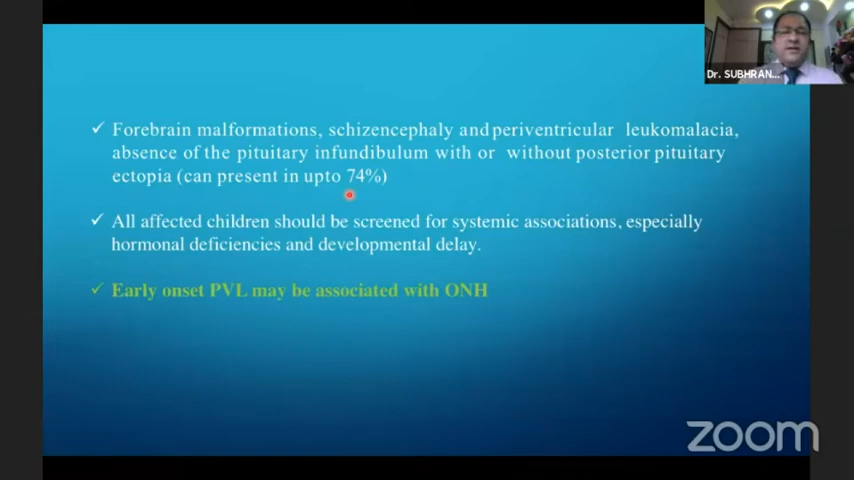 Dr. SUBHRAN...
Forebrain malformations, schizencephaly and periventricular leukomalacia,
absence of the pituitary infundibulum with or without posterior pituitary
ectopia (can present in upto 74%)
All affected children should be screened for systemic associations, especially
hormonal deficiencies and developmental delay.
Early onset PVL may be associated with ONH
zoom